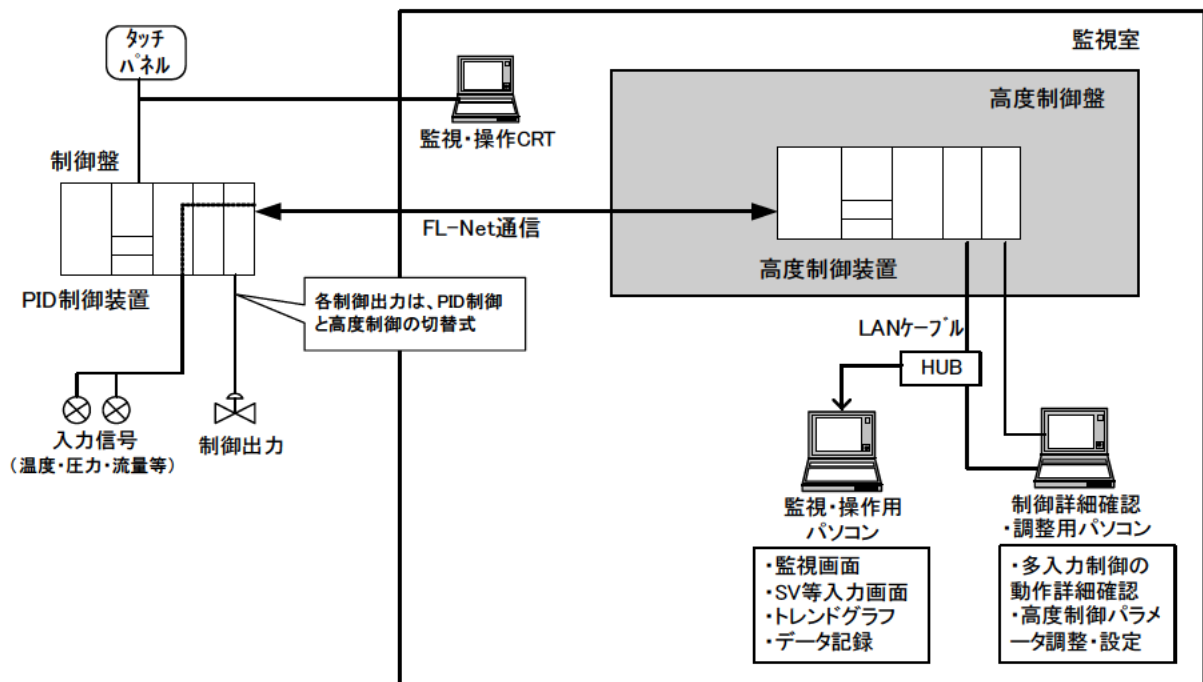 タッチ
パネル
監視室
高度制御盤
監視・操作CRT
制御盤
FL-Net通信
高度制御装置
PID制御装置
各制御出力は、PID制御
と高度制御の切替式
LANケーブル
HUB
入力信号
(温度・圧力・流量等)
制御出力
監視・操作用
パソコン
・監視画面
・SV等入力画面
・トレンドグラフ
・データ記録
制御詳細確認
・調整用パソコン
・多入力制御の
動作詳細確認
・高度制御パラメ
ータ調整・設定